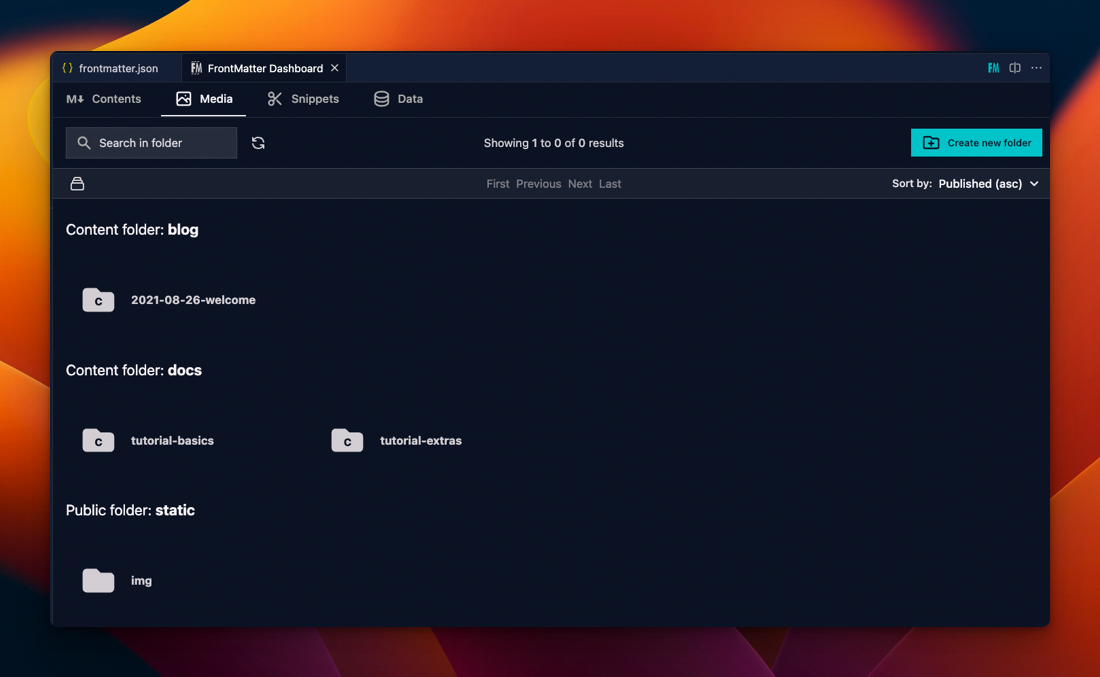 frontmatter.json FM FrontMatter Dashboard FM
M Contents Media Snippets Data
Search in folder Showing 1 to 0 of 0 results Create new folder
First Previous Next Last Sort by: Published (asc)
Content folder: blog
C 2021-08-26-welcome
Content folder: docs
C tutorial-basics C tutorial-extras
Public folder: static
img